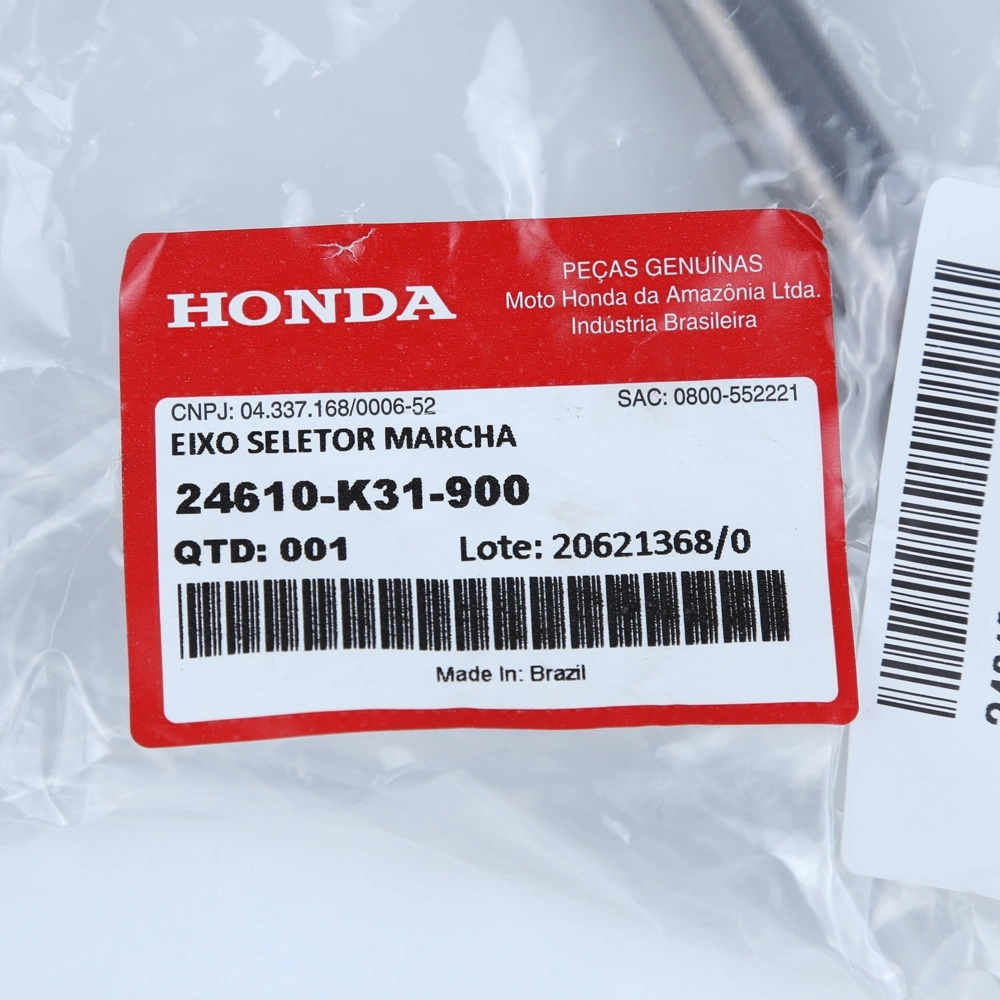 HONDA
PEÇAS GENUÍNAS
Moto Honda da Amazônia Ltda.
Indústria Brasileira
CNPJ: 04.337.168/0006-52
SAC: 0800-552221
EIXO SELETOR MARCHA
24610-K31-900
QTD: 001
Lote: 20621368/0
Made In: Brazil